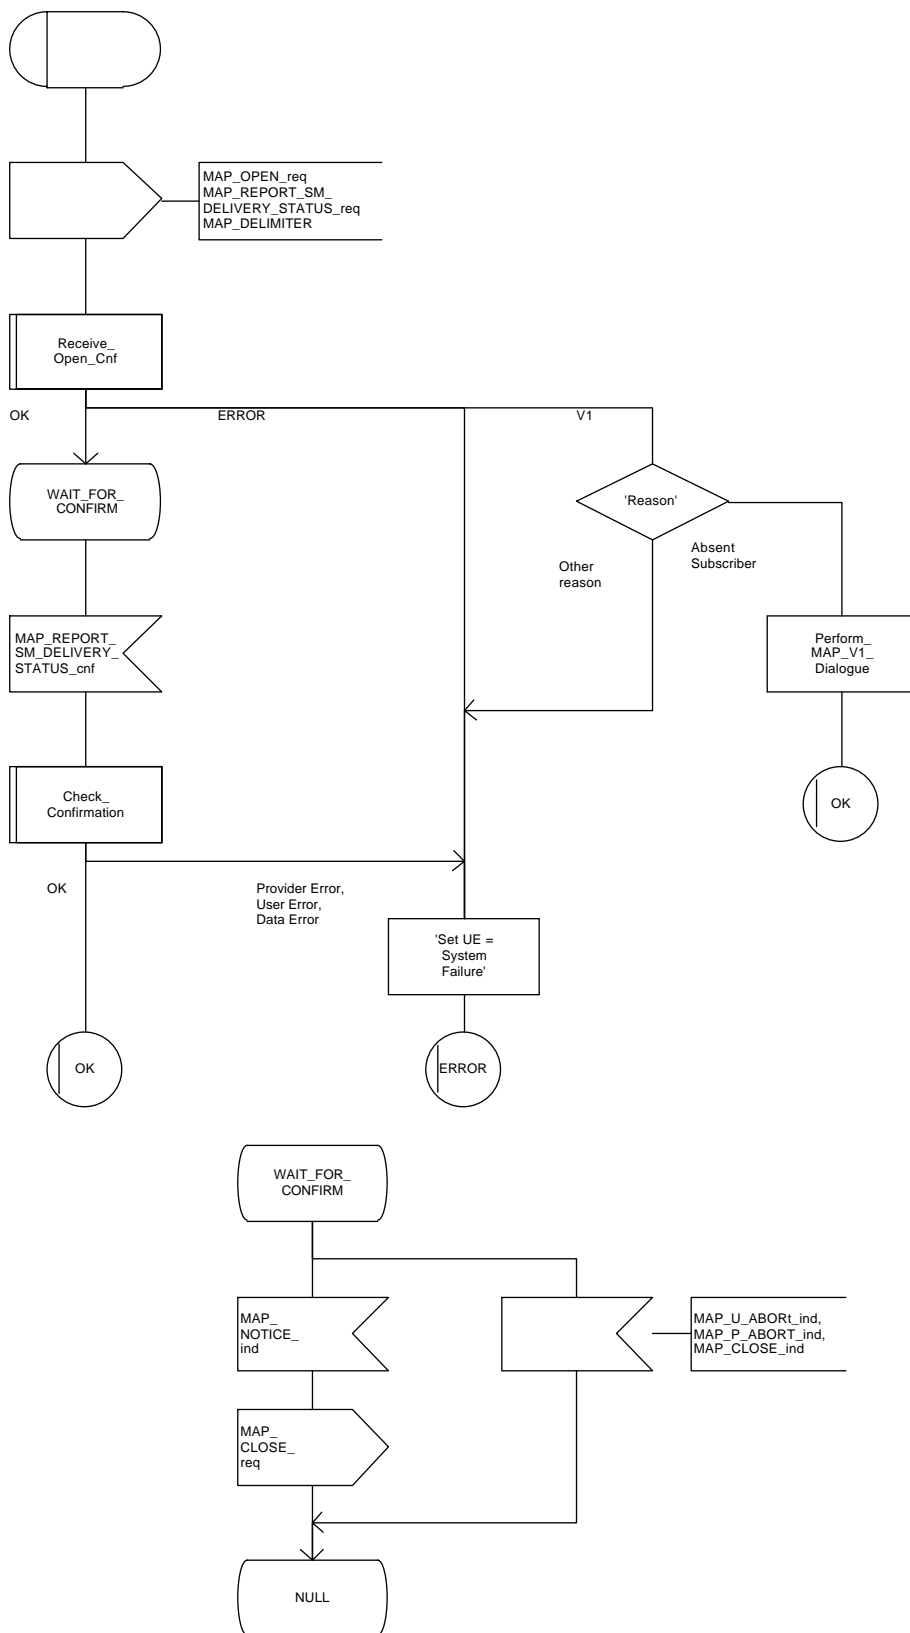 MAP_OPEN_req
MAP_REPORT_SM_
DELIVERY_STATUS_req
MAP_DELIMITER
Receive_
Open_Cnf
OK
ERROR
V1
WAIT_FOR_
CONFIRM
'Reason'
Absent
Subscriber
Other
reason
MAP_REPORT_
SM_DELIVERY_
STATUS_cnf
Perform_
MAP_V1_
Dialogue
Check_
Confirmation
OK
OK
Provider Error,
User Error,
Data Error
'Set UE =
System
Failure'
OK
ERROR
WAIT_FOR_
CONFIRM
MAP_
NOTICE_
ind
MAP_U_ABORt_ind,
MAP_P_ABORT_ind,
MAP_CLOSE_ind
MAP_
CLOSE_
req
NULL